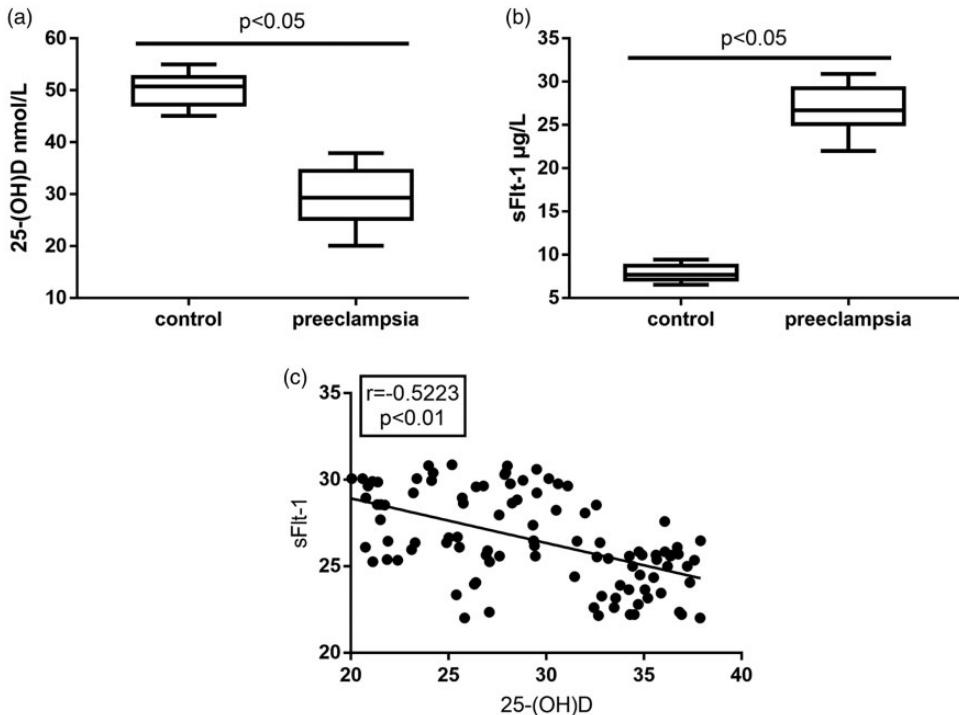 (a)
p<0.05
60
50
40
30
20
10
25-(OH)D nmol/L
control preeclampsia
(b)
p<0.05
35
30
25
20
15
10
5
sFlt-1 µg/L
control preeclampsia
(c)
r=-0.5223
p<0.01
35
30
25
20
sFlt-1
20 25 30 35 40
25-(OH)D